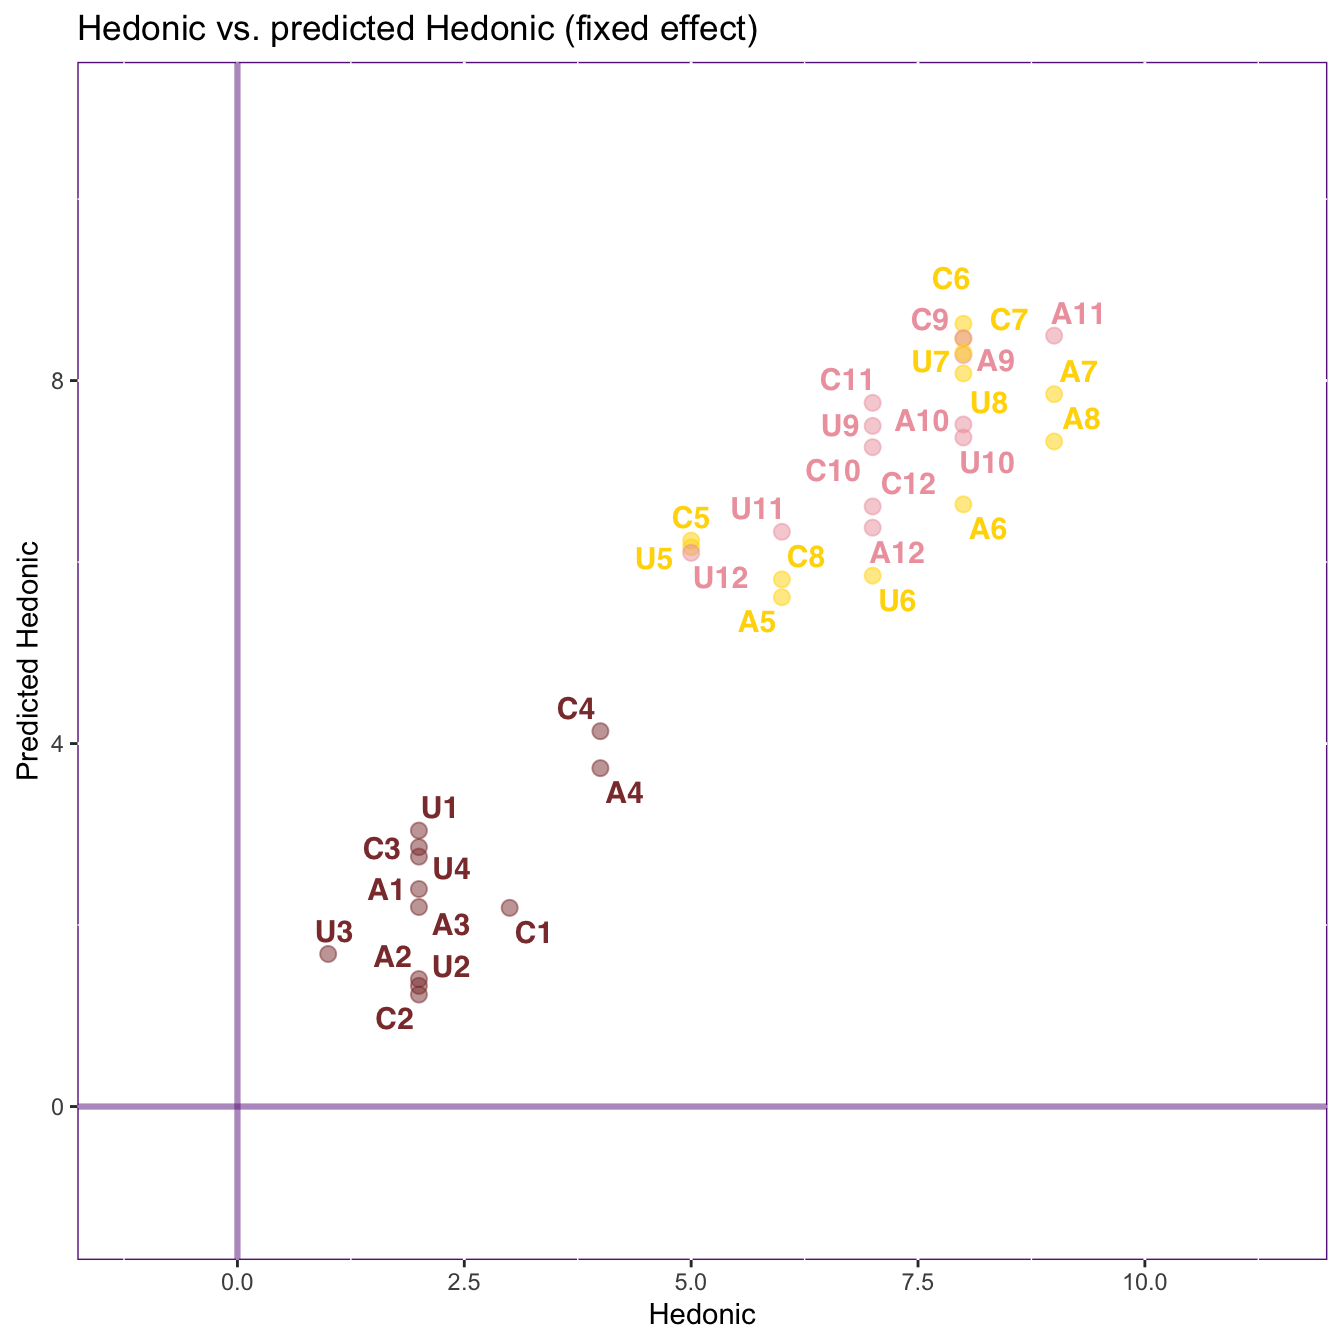 Hedonic vs. predicted Hedonic (fixed effect)
C6
C9
C7
A11
U7
A9
A7
C11
U8
A8
U9
A10
C10
U10
C12
U11
C5
A6
U5
C8
A12
U12
U6
A5
C4
A4
U1
C3
U4
A1
A3
U3
C1
A2
U2
C2
8
4
0
Predicted Hedonic
0.0
2.5
5.0
7.5
10.0
Hedonic